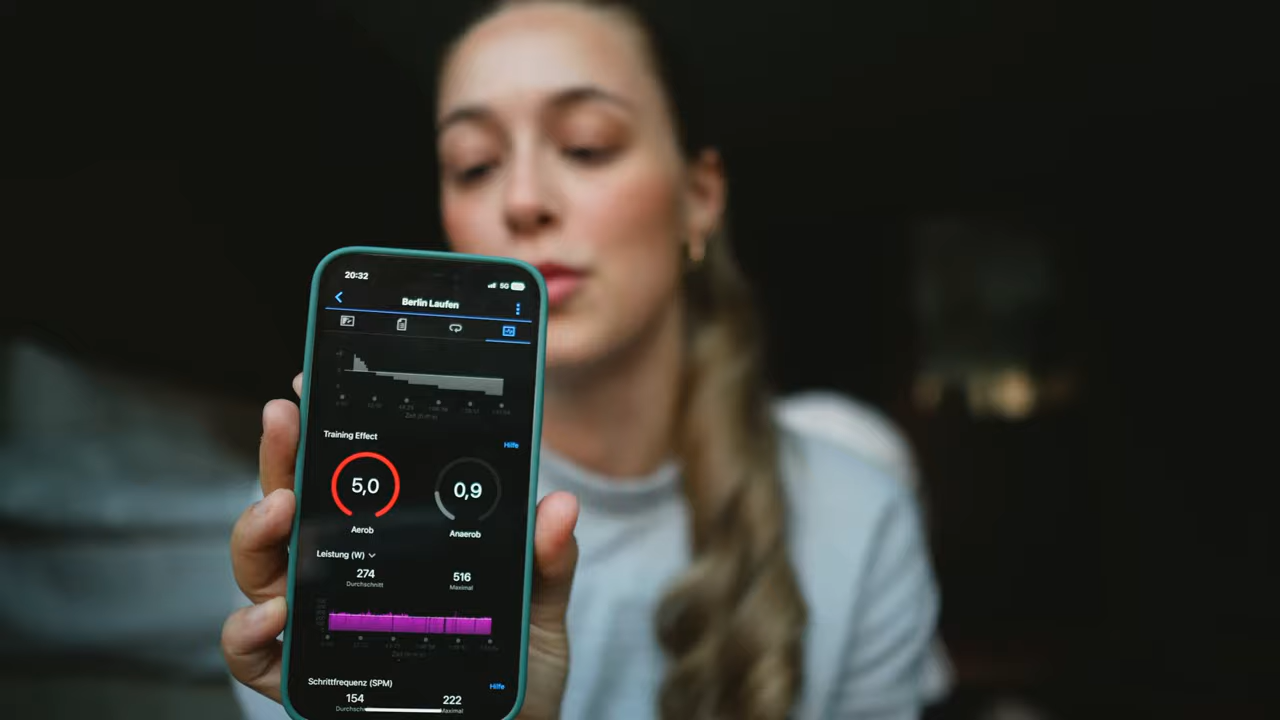 20:32
5G
Berlin Laufen
Training Effect
Hilfe
5,0
0,9
Aerob
Anaerob
Leistung (W)
274
516
Durchschnitt
Maximal
Schrittfrequenz (SPM)
Hilfe
154
222